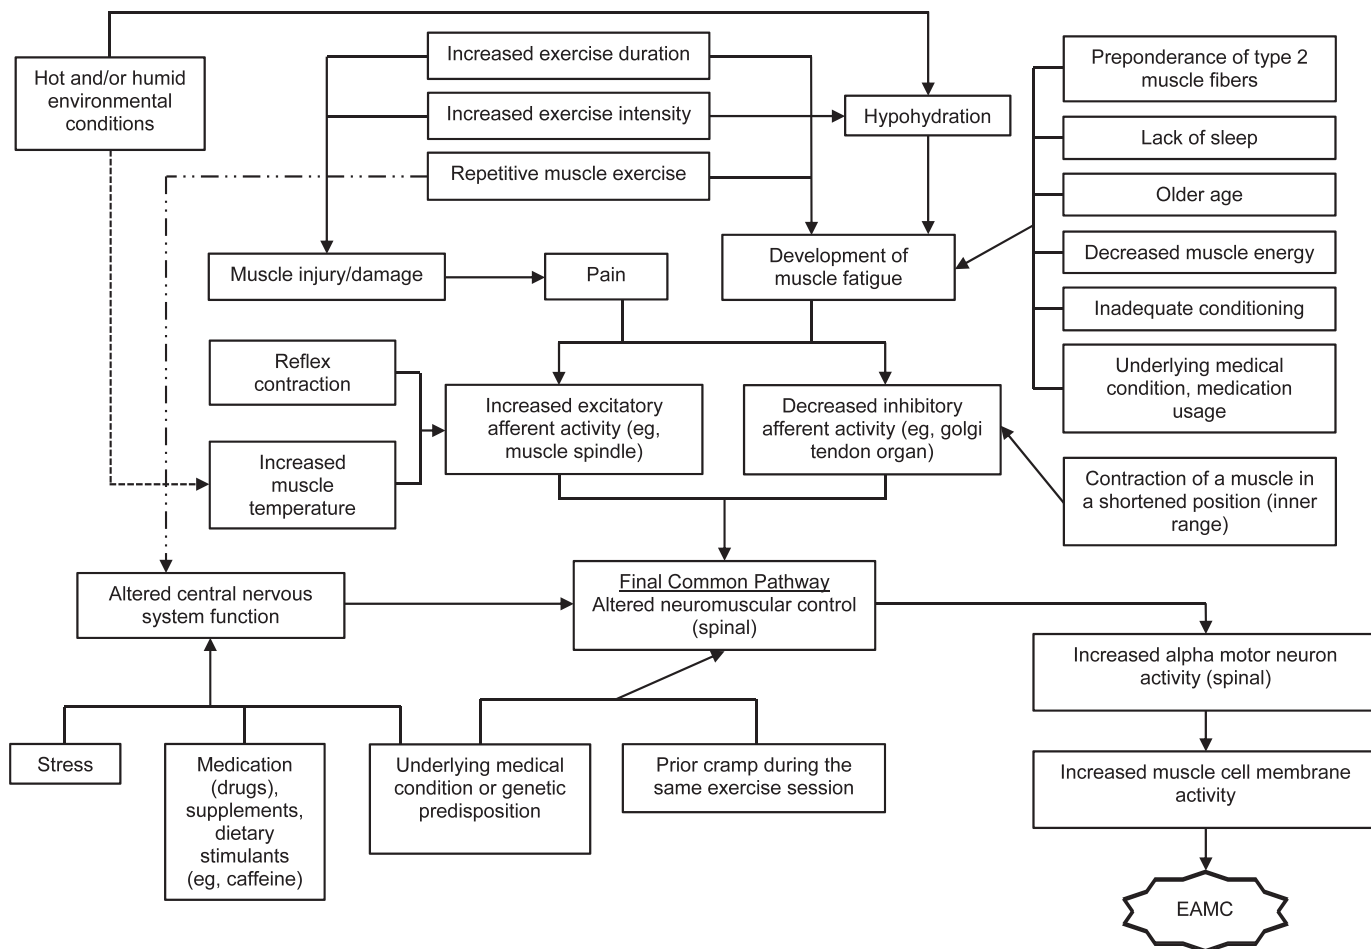 Hot and/or humid
environmental
conditions
Increased exercise duration
Increased exercise intensity
Repetitive muscle exercise
Hypohydration
Preponderance of type 2
muscle fibers
Lack of sleep
Older age
Decreased muscle energy
Inadequate conditioning
Underlying medical
condition, medication
usage
Muscle injury/damage
Pain
Development of
muscle fatigue
Reflex
contraction
Increased
muscle
temperature
Increased excitatory
afferent activity (eg,
muscle spindle)
Decreased inhibitory
afferent activity (eg, golgi
tendon organ)
Contraction of a muscle in
a shortened position (inner
range)
Altered central nervous
system function
Final Common Pathway
Altered neuromuscular control
(spinal)
Increased alpha motor neuron
activity (spinal)
Stress
Medication
(drugs),
supplements,
dietary
stimulants
(eg, caffeine)
Underlying medical
condition or genetic
predisposition
Prior cramp during the
same exercise session
Increased muscle cell membrane
activity
EAMC